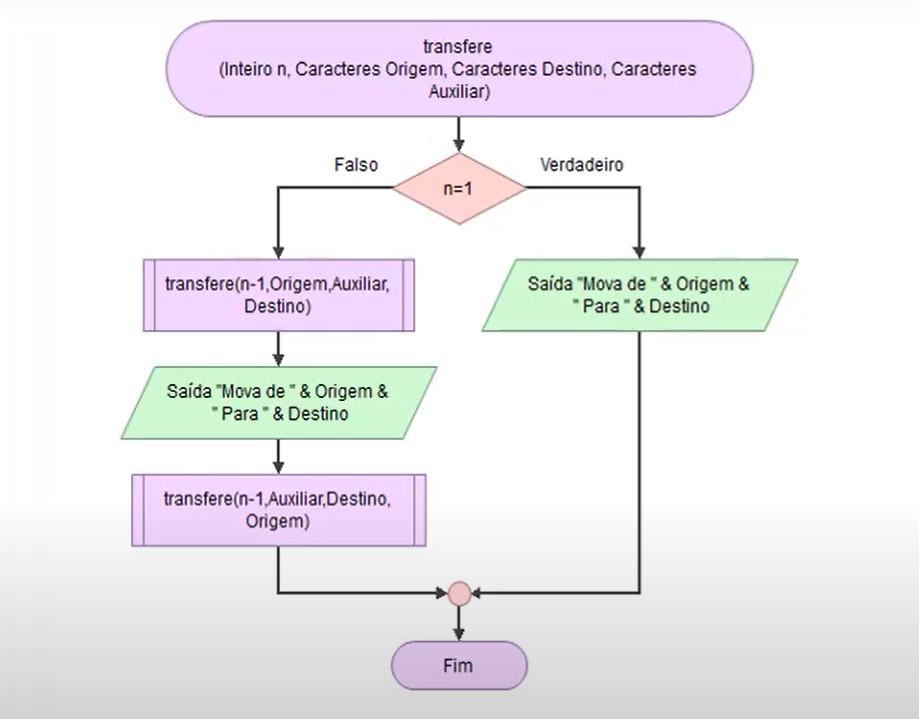 transfere
(Inteiro n, Caracteres Origem, Caracteres Destino, Caracteres
Auxiliar)
Falso
Verdadeiro
n=1
transfere(n-1,Origem,Auxiliar,
Destino)
Saída "Mova de " & Origem &
" Para " & Destino
Saída "Mova de " & Origem &
" Para " & Destino
transfere(n-1,Auxiliar,Destino,
Origem)
Fim